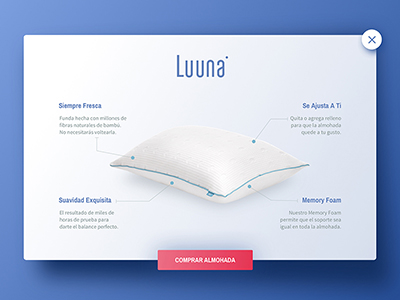 Luuna
Siempre Fresca
Funda hecha con millones de
fibras naturales de bambú.
No necesitarás voltearla.
Se Ajusta A Ti
Quita o agrega relleno
para que la almohada
quede a tu gusto.
Suavidad Exquisita
El resultado de miles de
horas de prueba para
darte el balance perfecto.
Memory Foam
Nuestro Memory Foam
permite que el soporte sea
igual en toda la almohada.
COMPRAR ALMOHADA